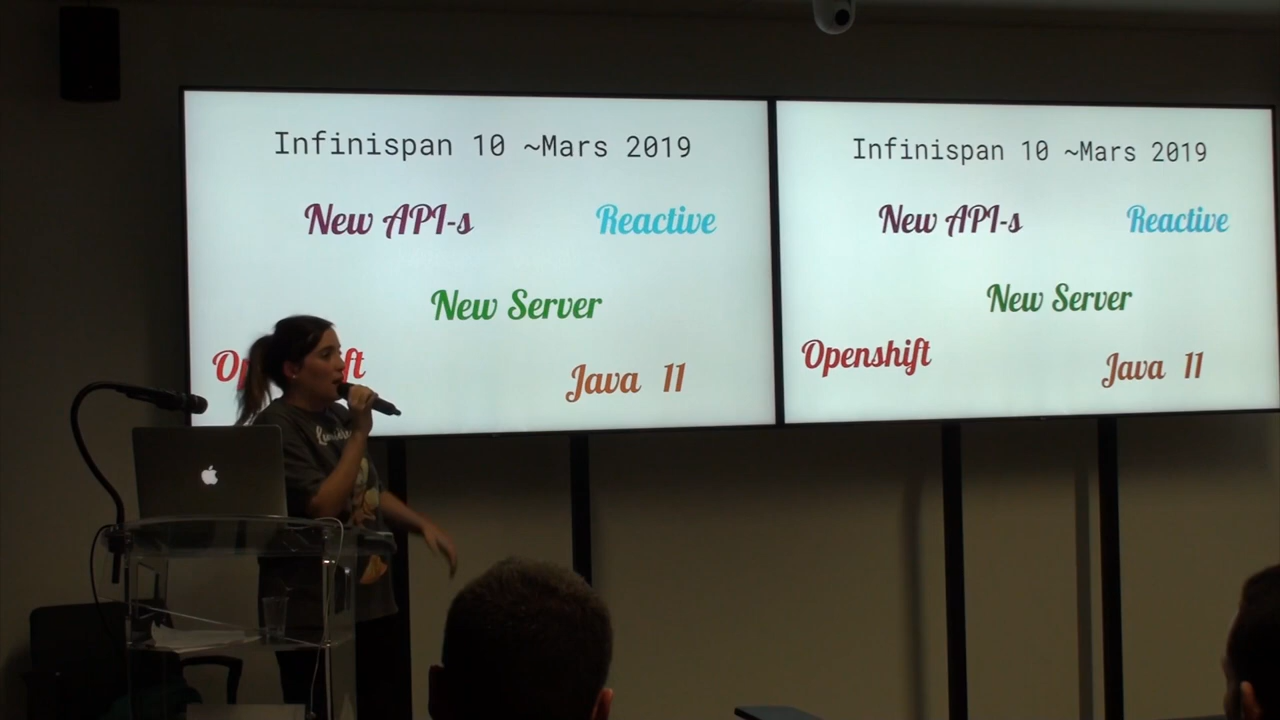 Infinispan 10 ~Mars 2019
New API-s Reactive
New Server
Java 11
Infinispan 10 ~Mars 2019
New API-s Reactive
New Server
Openshift
Java 11